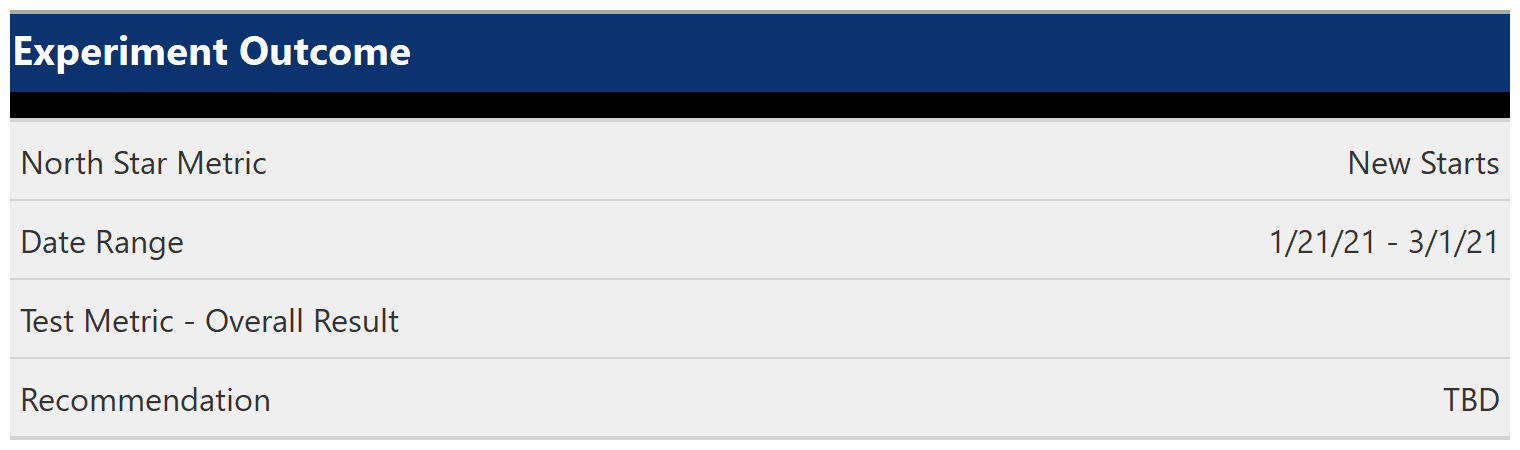 Experiment Outcome
North Star Metric New Starts
Date Range 1/21/21 - 3/1/21
Test Metric - Overall Result
Recommendation TBD